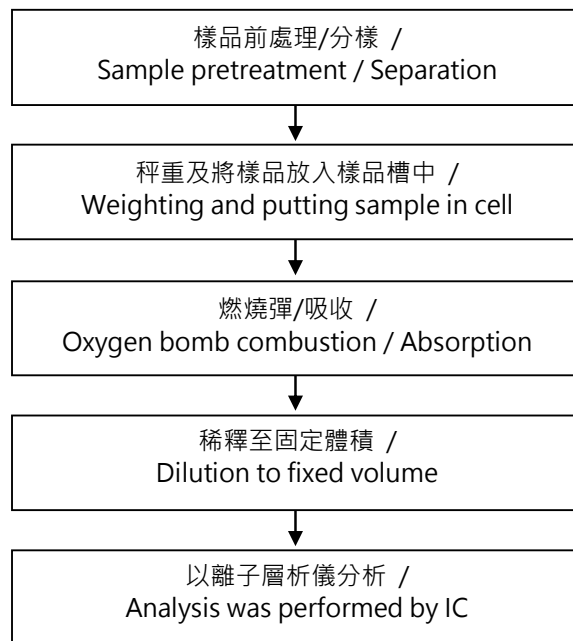 樣品前處理/分樣 /
Sample pretreatment / Separation
秤重及將樣品放入樣品槽中 /
Weighting and putting sample in cell
燃燒彈/吸收 /
Oxygen bomb combustion / Absorption
稀釋至固定體積 /
Dilution to fixed volume
以離子層析儀分析 /
Analysis was performed by IC